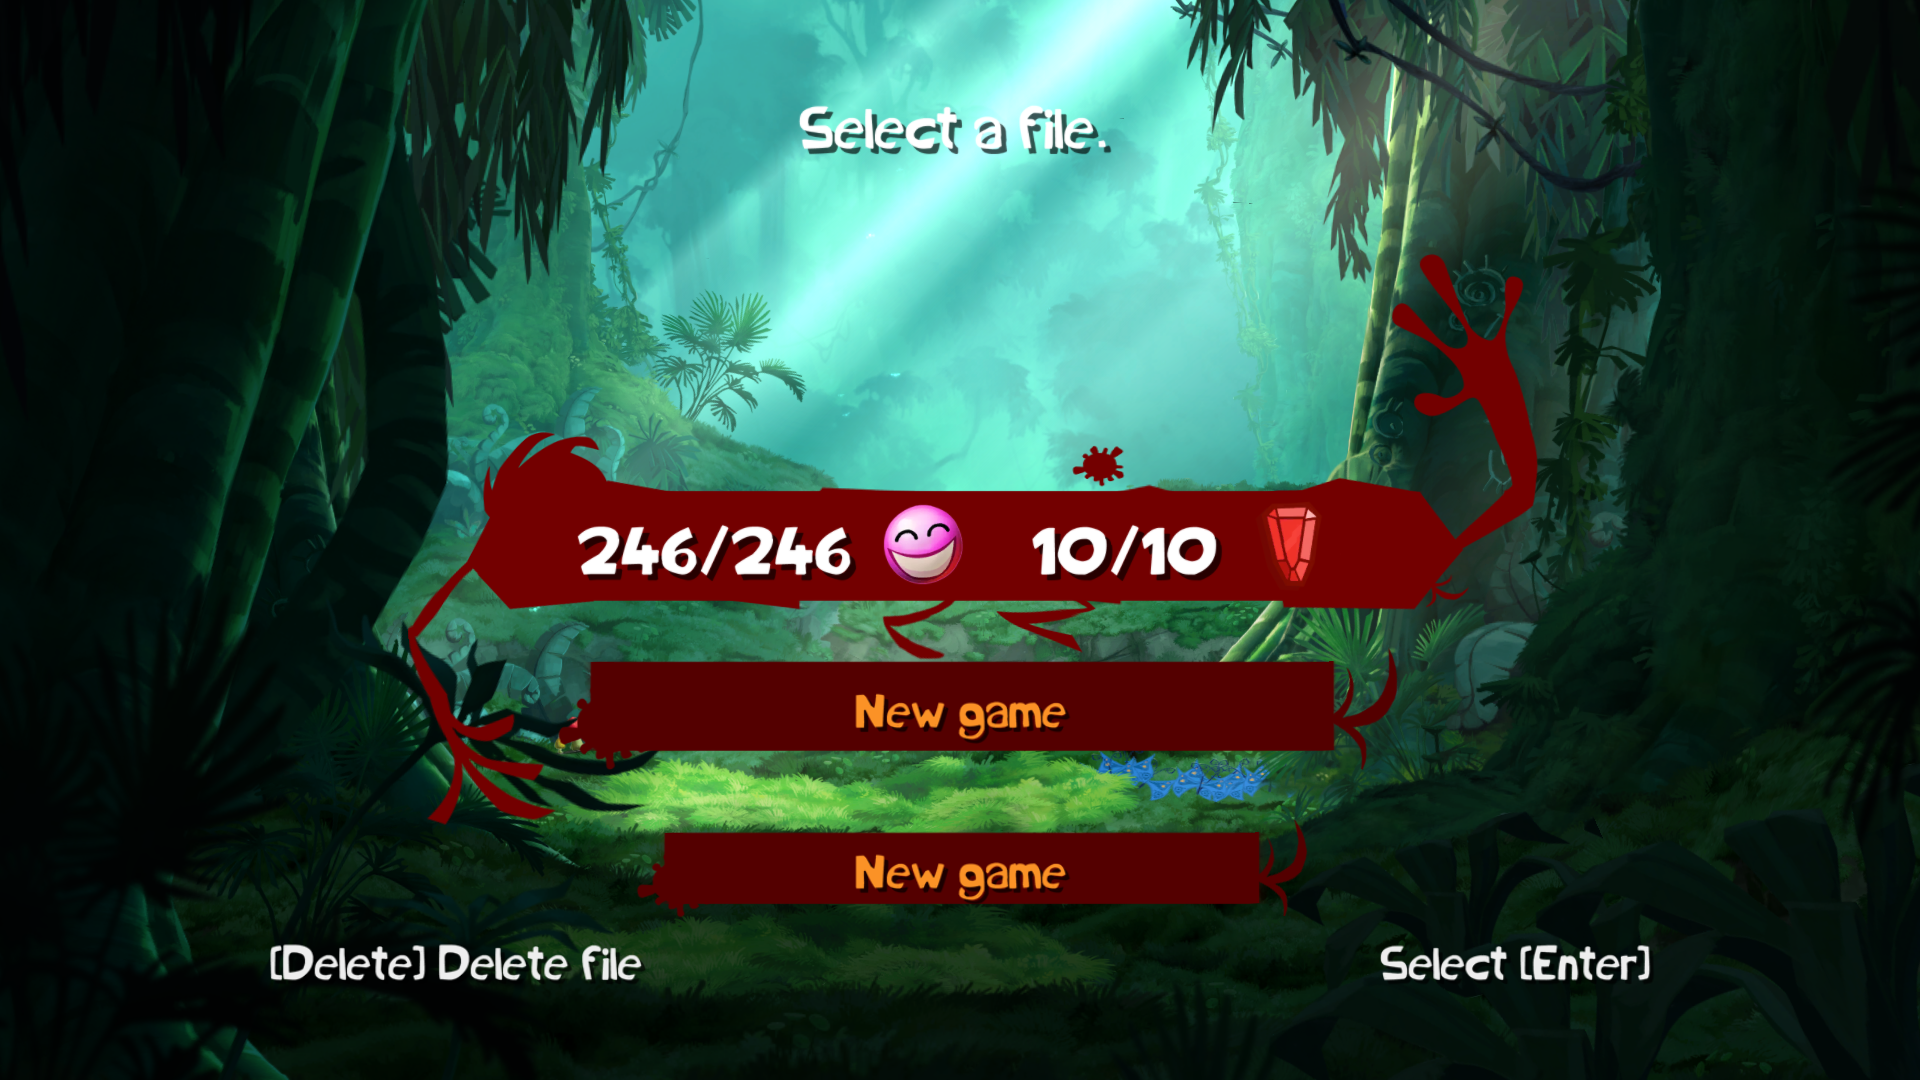 Select a file.
246/246 10/10
New game
New game
[Delete] Delete file
Select [Enter]